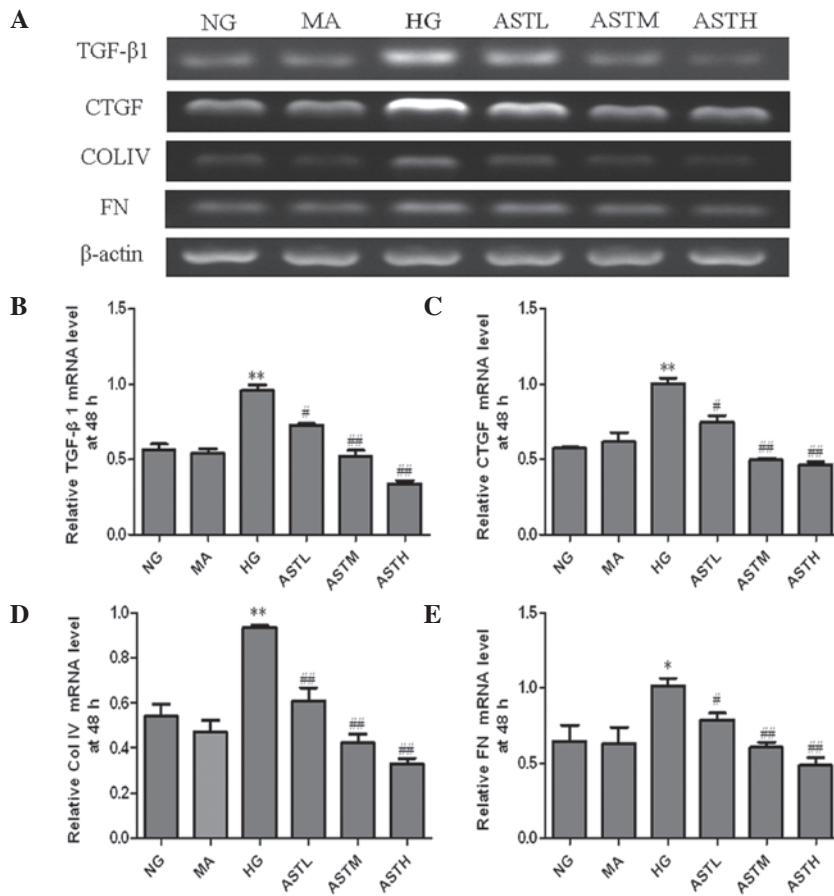 A
NG MA HG ASTL ASTM ASTH
TGF-β1
CTGF
COLIV
FN
β-actin
B
Relative TGF-β 1 mRNA level
at 48 h
1.5
1.0
0.5
0.0
**
#
##
##
NG MA HG ASTL ASTM ASTH
C
Relative CTGF mRNA level
at 48 h
1.5
1.0
0.5
0.0
**
#
##
##
NG MA HG ASTL ASTM ASTH
D
Relative Col IV mRNA level
at 48 h
1.0
0.8
0.6
0.4
0.2
0.0
**
##
##
##
NG MA HG ASTL ASTM ASTH
E
Relative FN mRNA level
at 48 h
1.5
1.0
0.5
0.0
*
#
##
##
NG MA HG ASTL ASTM ASTH